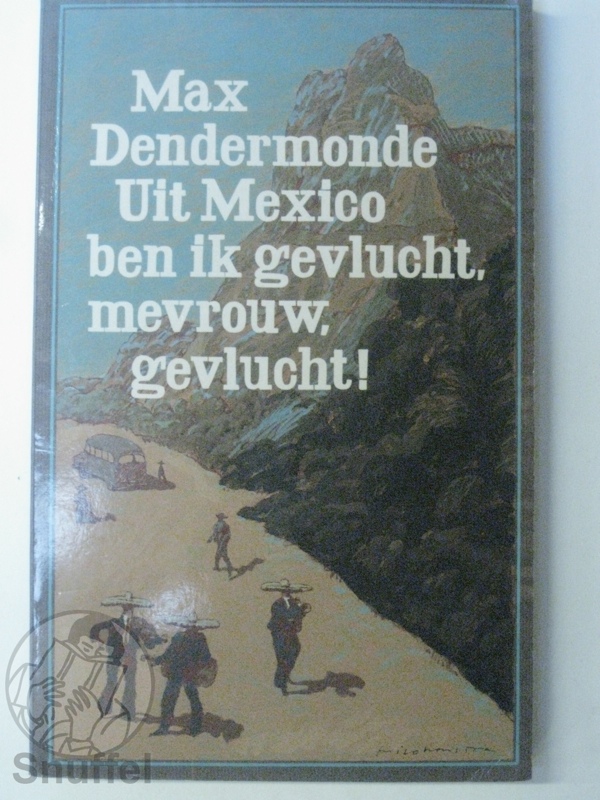 Max
Dendermonde
Uit Mexico
ben ik gevlucht,
mevrouw,
gevlucht!
Snuffel